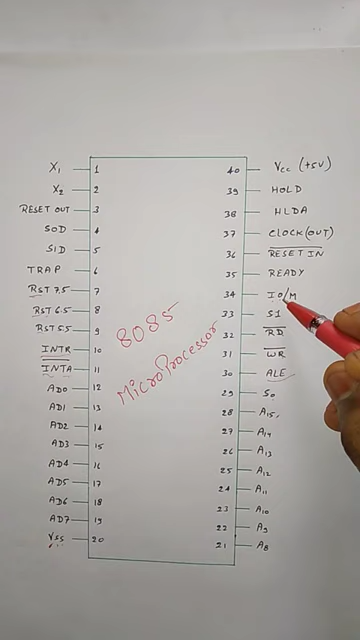 X1 1 40 Vcc (+5V)
X2 2 39 HOLD
RESET OUT 3 38 HLDA
SOD 4 37 CLOCK(OUT)
SID 5 36 RESET IN
TRAP 6 35 READY
RST 7.5 7 34 IO/M
RST 6.5 8 33 S1
RST 5.5 9 32 RD
INTR 10 31 WR
INTA 11 30 ALE
AD0 12 29 S0
AD1 13 28 A15
AD2 14 27 A14
AD3 15 26 A13
AD4 16 25 A12
AD5 17 24 A11
AD6 18 23 A10
AD7 19 22 A9
Vss 20 21 A8
8085
MicroProcessor